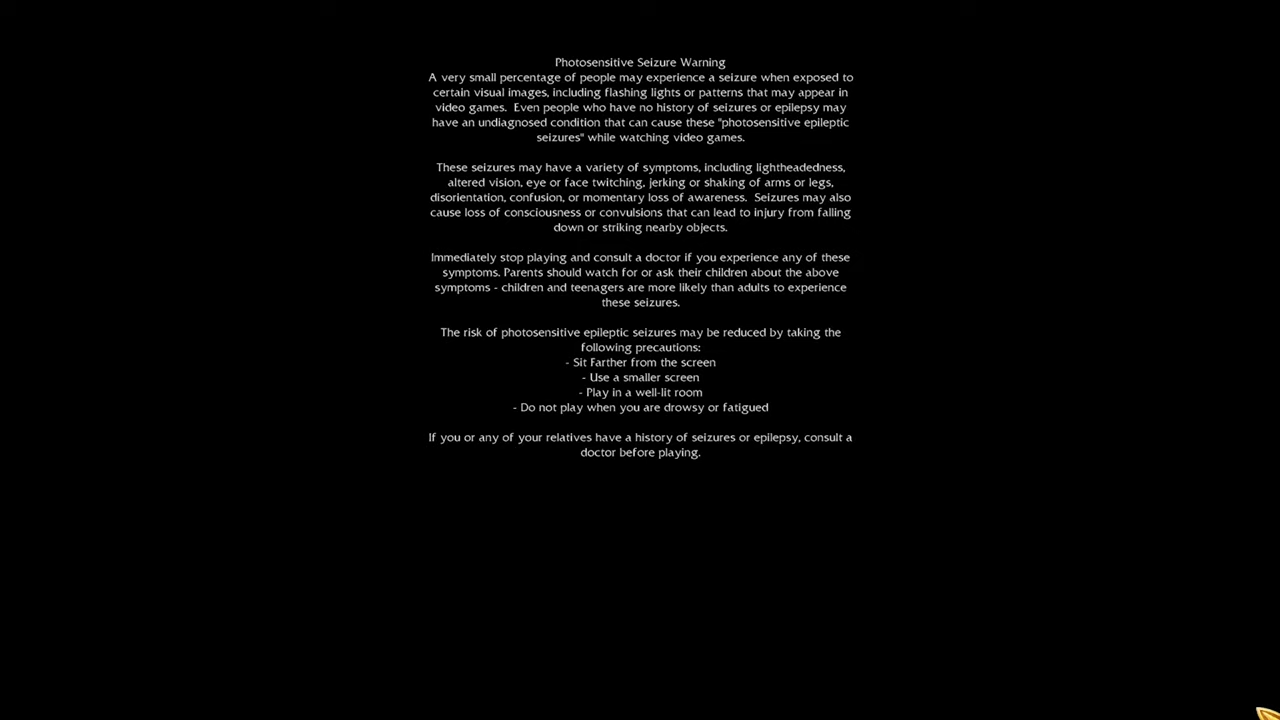 Photosensitive Seizure Warning
A very small percentage of people may experience a seizure when exposed to
certain visual images, including flashing lights or patterns that may appear in
video games.  Even people who have no history of seizures or epilepsy may
have an undiagnosed condition that can cause these "photosensitive epileptic
seizures" while watching video games.
These seizures may have a variety of symptoms, including lightheadedness,
altered vision, eye or face twitching, jerking or shaking of arms or legs,
disorientation, confusion, or momentary loss of awareness.  Seizures may also
cause loss of consciousness or convulsions that can lead to injury from falling
down or striking nearby objects.
Immediately stop playing and consult a doctor if you experience any of these
symptoms. Parents should watch for or ask their children about the above
symptoms - children and teenagers are more likely than adults to experience
these seizures.
The risk of photosensitive epileptic seizures may be reduced by taking the
following precautions:
- Sit Farther from the screen
- Use a smaller screen
- Play in a well-lit room
- Do not play when you are drowsy or fatigued
If you or any of your relatives have a history of seizures or epilepsy, consult a
doctor before playing.